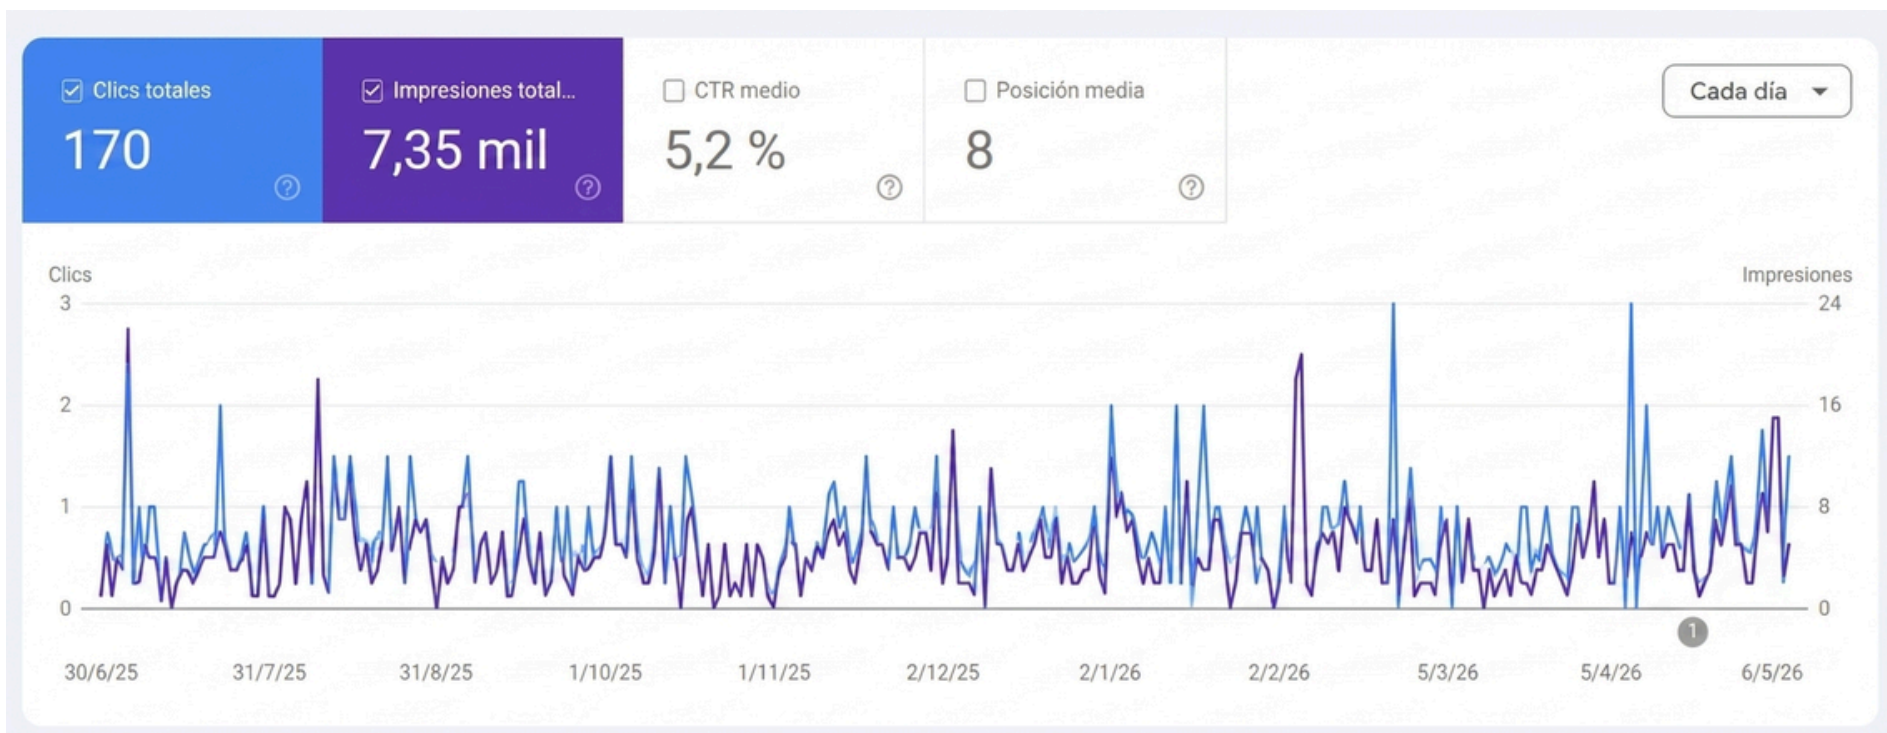 Clics totales
170
Impresiones total...
7,35 mil
CTR medio
5,2 %
Posición media
8
Cada día
Clics
Impresiones
3
24
2
16
1
8
0
0
1
30/6/25
31/7/25
31/8/25
1/10/25
1/11/25
2/12/25
2/1/26
2/2/26
5/3/26
5/4/26
6/5/26